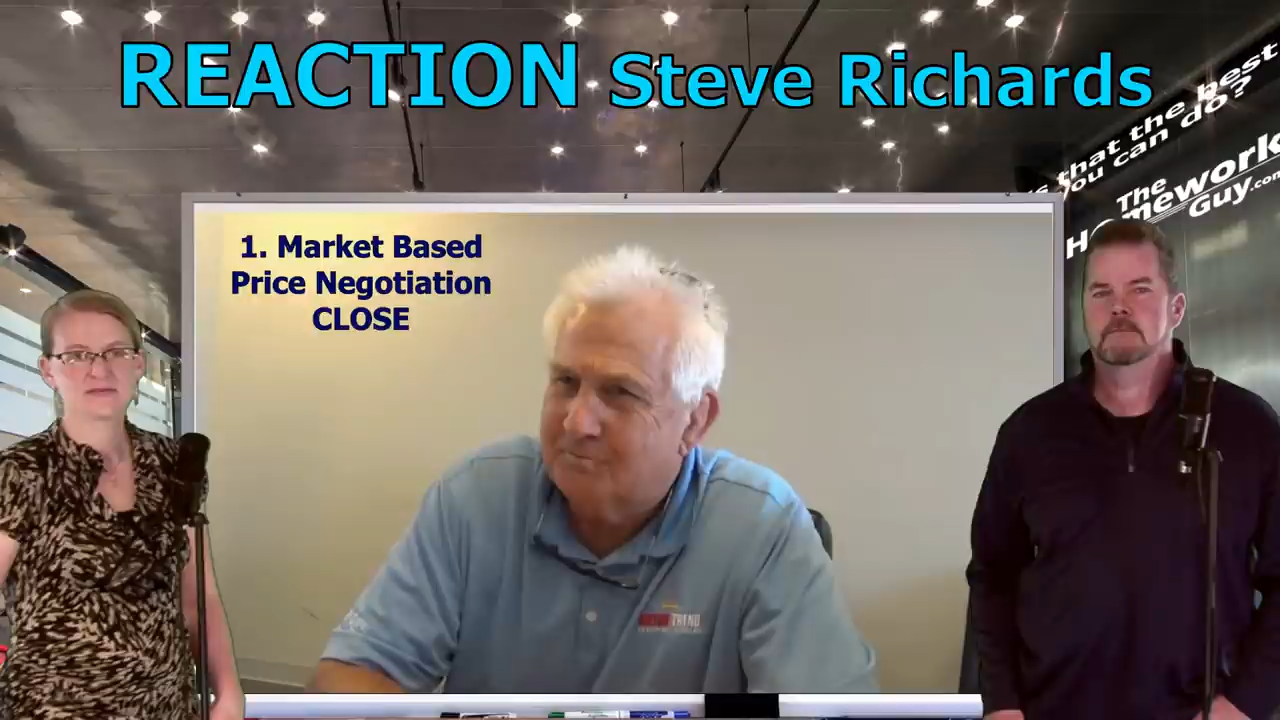 REACTION Steve Richards
s that the best
you can do?
The
Homework
Guy.com
1. Market Based
Price Negotiation
CLOSE
TREND